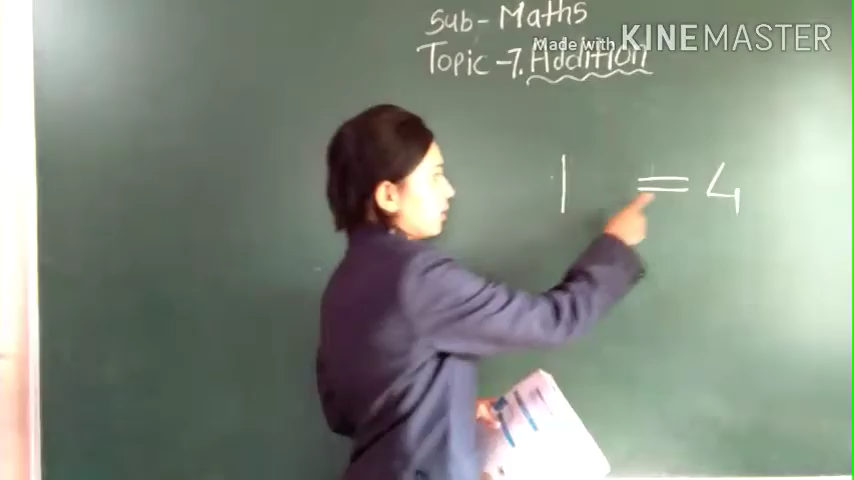 Sub - Maths
Made with KINEMASTER
Topic - 7. Addition
1 = 4